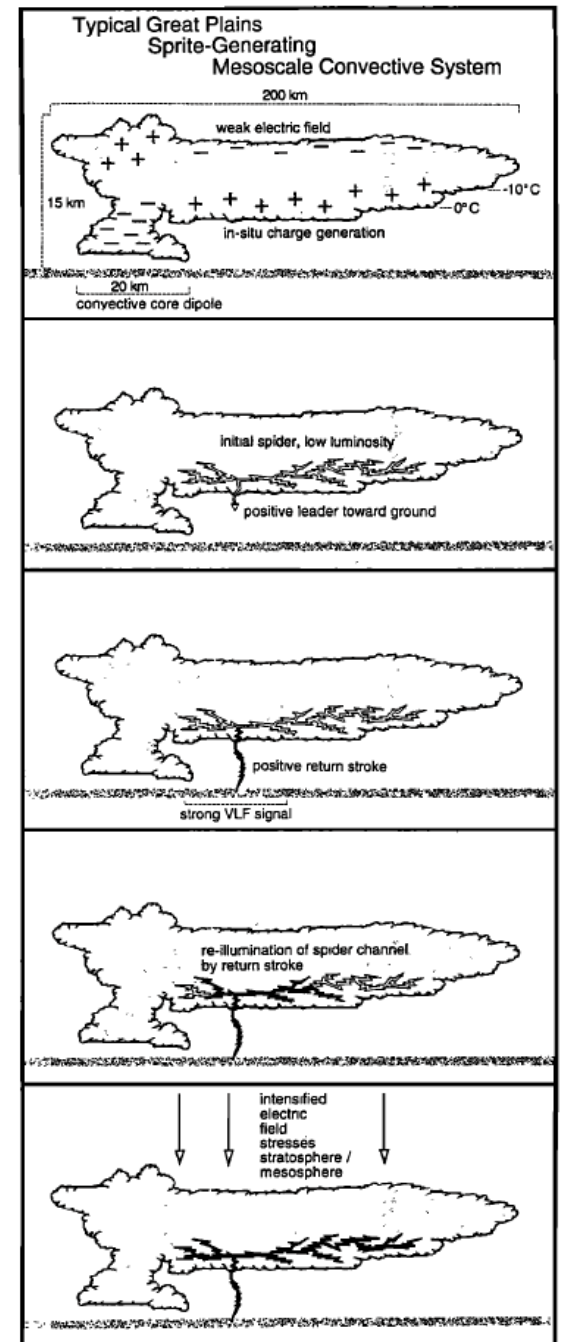 Typical Great Plains
Sprite-Generating
Mesoscale Convective System
200 km
weak electric field
15 km
-10°C
0°C
in-situ charge generation
20 km
convective core dipole
initial spider, low luminosity
positive leader toward ground
positive return stroke
strong VLF signal
re-illumination of spider channel
by return stroke
intensified
electric
field
stresses
stratosphere /
mesosphere